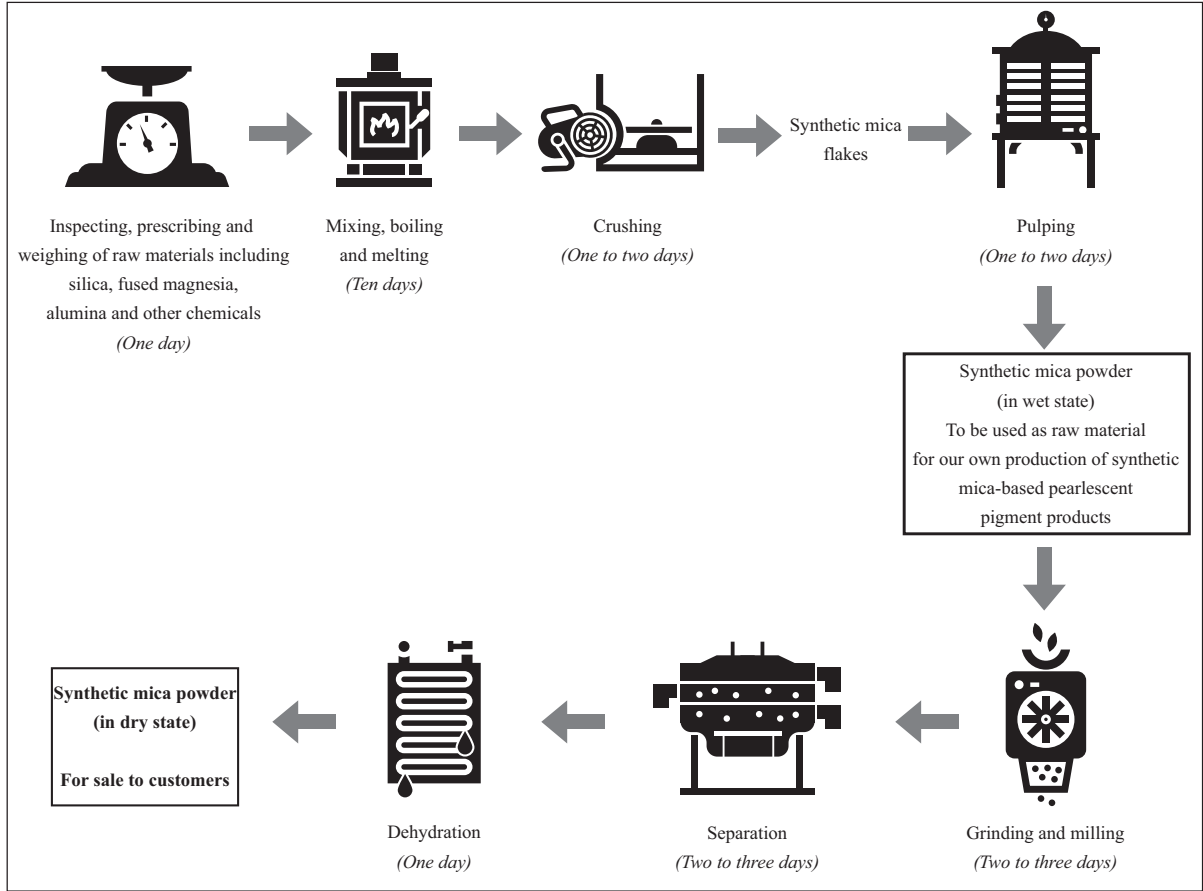 Inspecting, prescribing and
weighing of raw materials including
silica, fused magnesia,
alumina and other chemicals
(One day)
Mixing, boiling
and melting
(Ten days)
Crushing
(One to two days)
Synthetic mica
flakes
Pulping
(One to two days)
Synthetic mica powder
(in wet state)
To be used as raw material
for our own production of synthetic
mica-based pearlescent
pigment products
Grinding and milling
(Two to three days)
Separation
(Two to three days)
Dehydration
(One day)
Synthetic mica powder
(in dry state)
For sale to customers